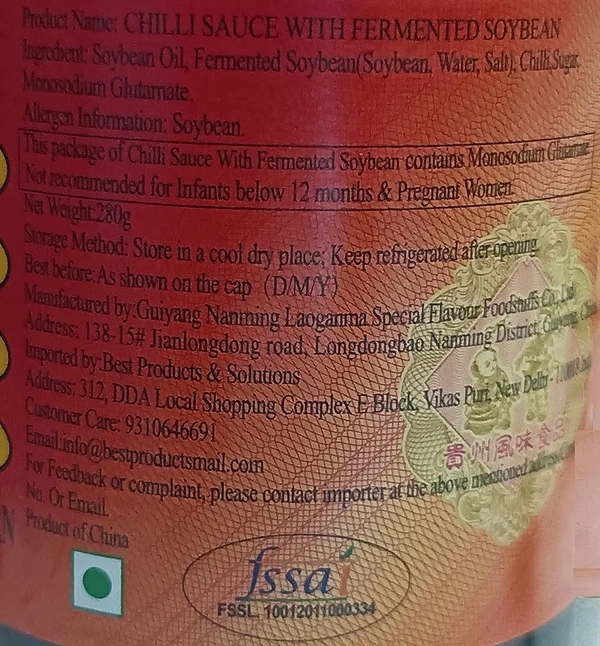 Product Name: CHILLI SAUCE WITH FERMENTED SOYBEAN
Ingredient: Soybean Oil, Fermented Soybean(Soybean, Water, Salt), Chilli,Sugar,
Monosodium Glutamate.
Allergen Information: Soybean.
This package of Chilli Sauce With Fermented Soybean contains Monosodium Glutamate.
Not recommended for Infants below 12 months & Pregnant Women.
Net Weight:280g
Storage Method: Store in a cool dry place; Keep refrigerated after opening.
Best before:As shown on the cap (D/M/Y)
Manufactured by:Guiyang Nanming Laoganma Special Flavour Foodstuffs Co., Ltd
Address: 138-15# Jianlongdong road, Longdongbao Nanming District, Guiyang, China
Imported by:Best Products & Solutions
Address; 312, DDA Local Shopping Complex E Block, Vikas Puri, New Delhi -
Customer Care: 9310646691
Email:info@bestproductsmail.com
貴州風味食品
For Feedback or complaint, please contact importer at the above mentioned
No. Or Email.
Product of China
fssai
FSSL. 10012011000334